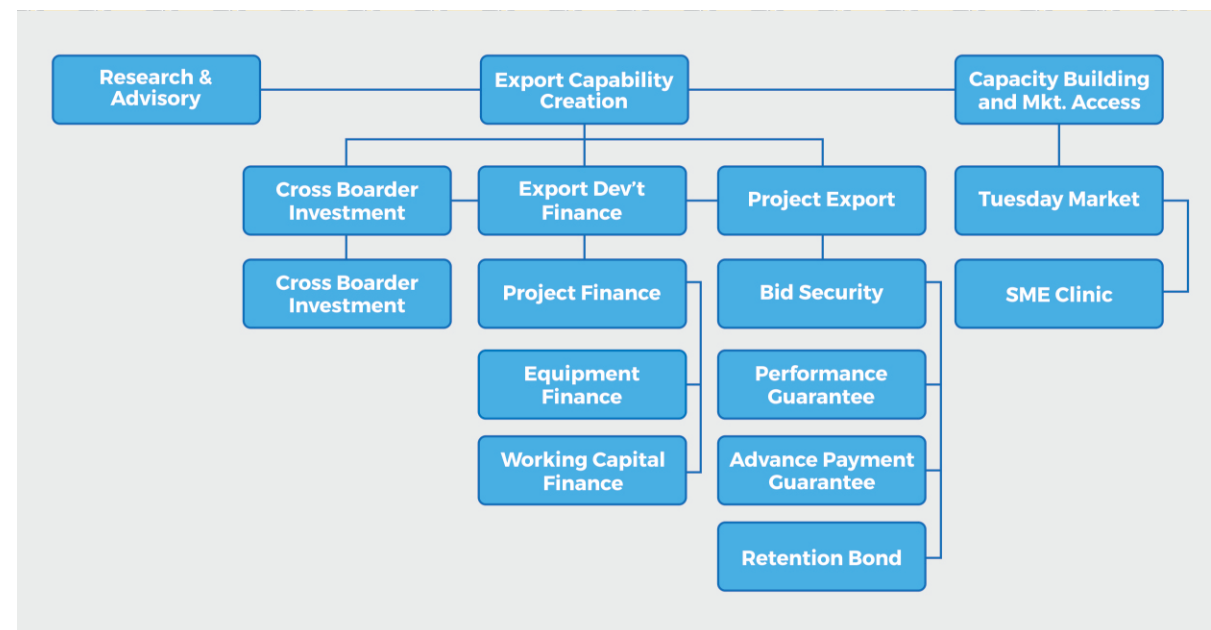 Research &
Advisory
Export Capability
Creation
Capacity Building
and Mkt. Access
Cross Boarder
Investment
Export Dev’t
Finance
Project Export
Tuesday Market
Cross Boarder
Investment
Project Finance
Bid Security
SME Clinic
Equipment
Finance
Performance
Guarantee
Working Capital
Finance
Advance Payment
Guarantee
Retention Bond